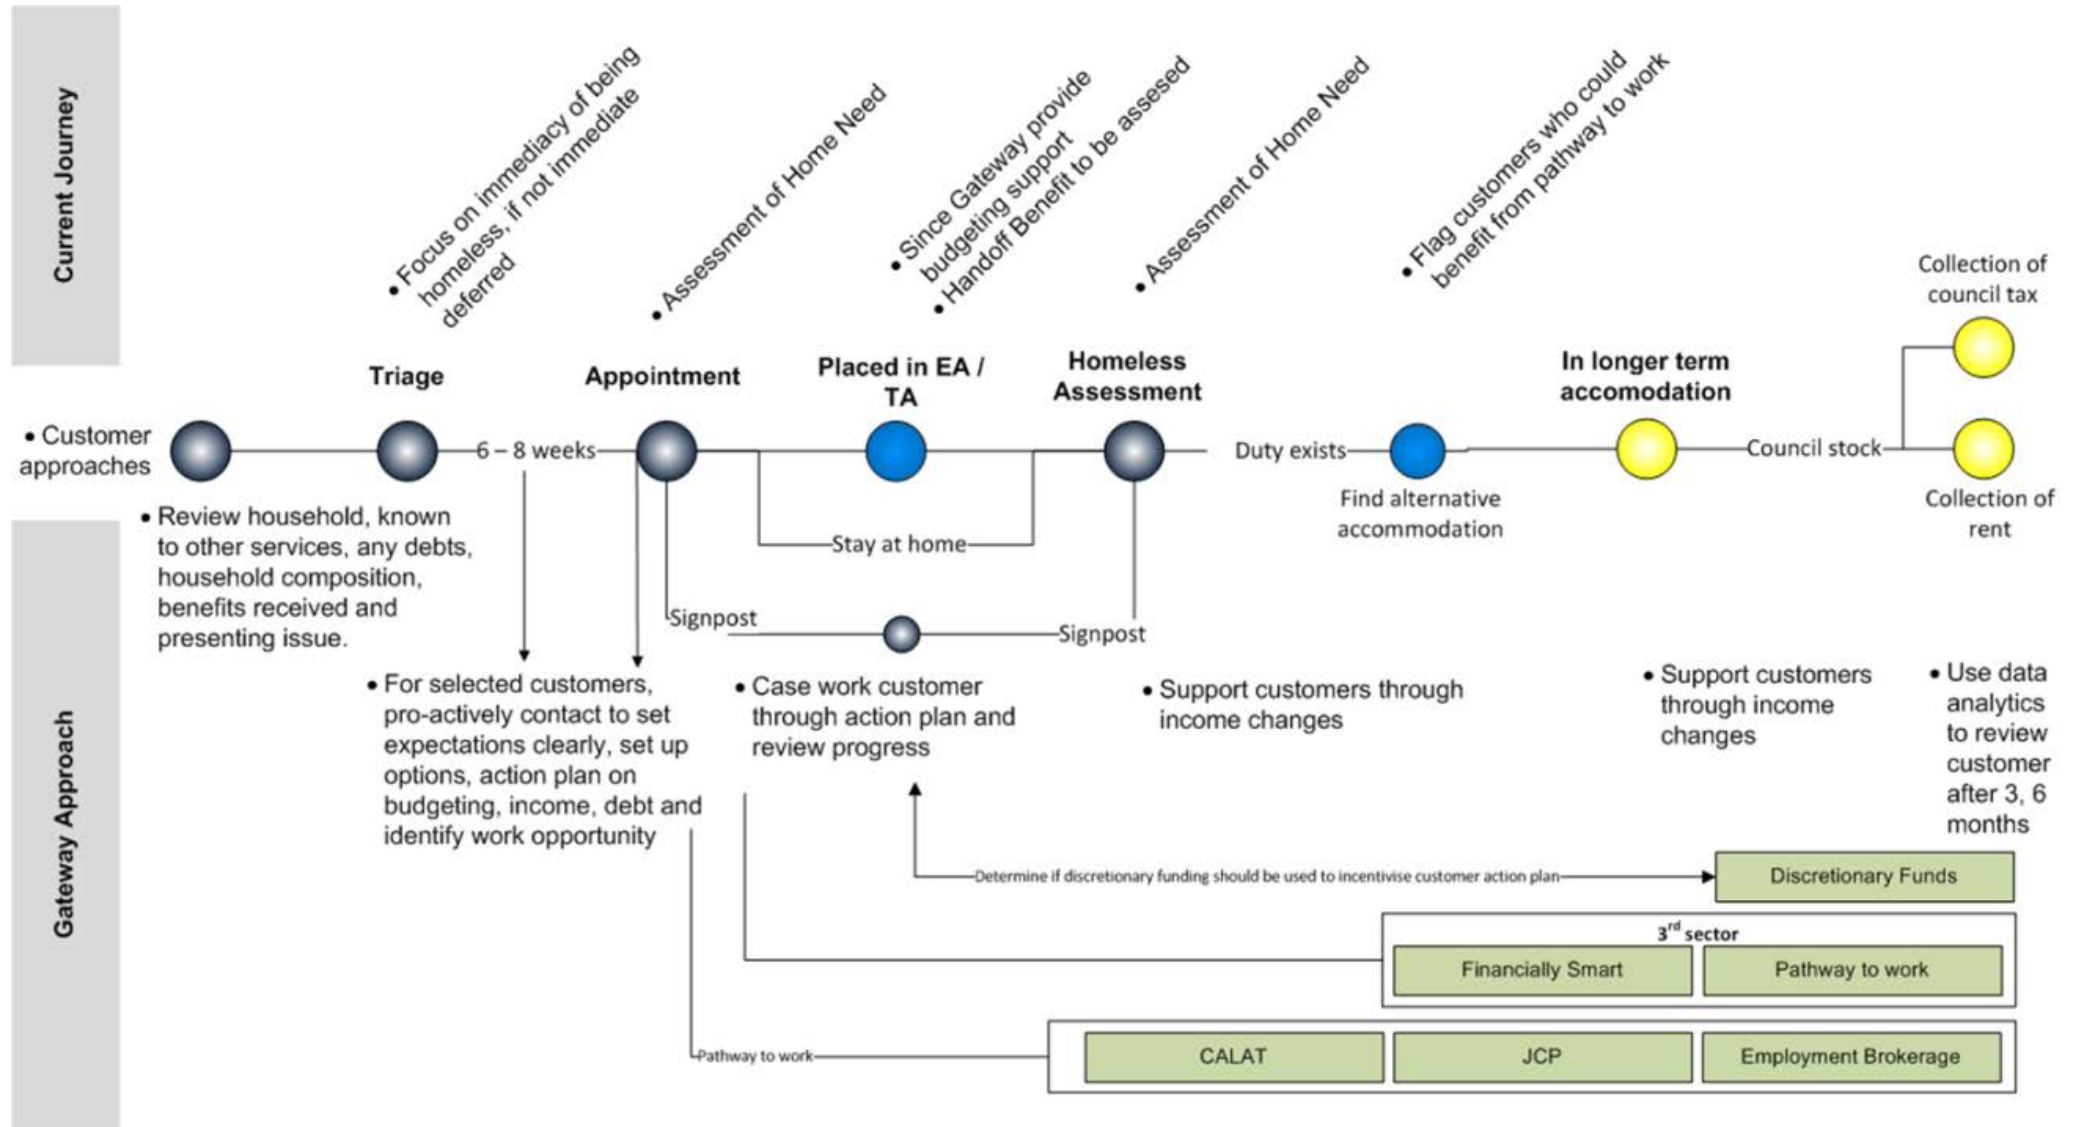 Current Journey
• Focus on immediacy of being
homeless, if not immediate
deferred
• Assessment of Home Need
• Since Gateway provide
budgeting support
• Handoff Benefit to be assesed
• Assessment of Home Need
• Flag customers who could
benefit from pathway to work
Collection of
council tax
Triage
Appointment
Placed in EA /
TA
Homeless
Assessment
In longer term
accomodation
• Customer
approaches
6 – 8 weeks
Duty exists
Council stock
Find alternative
accommodation
Collection of
rent
Stay at home
Signpost
Signpost
Gateway Approach
• Review household, known
to other services, any debts,
household composition,
benefits received and
presenting issue.
• For selected customers,
pro-actively contact to set
expectations clearly, set up
options, action plan on
budgeting, income, debt and
identify work opportunity
• Case work customer
through action plan and
review progress
• Support customers through
income changes
• Support customers
through income
changes
• Use data
analytics
to review
customer
after 3, 6
months
Determine if discretionary funding should be used to incentivise customer action plan
Discretionary Funds
3rd sector
Financially Smart
Pathway to work
Pathway to work
CALAT
JCP
Employment Brokerage